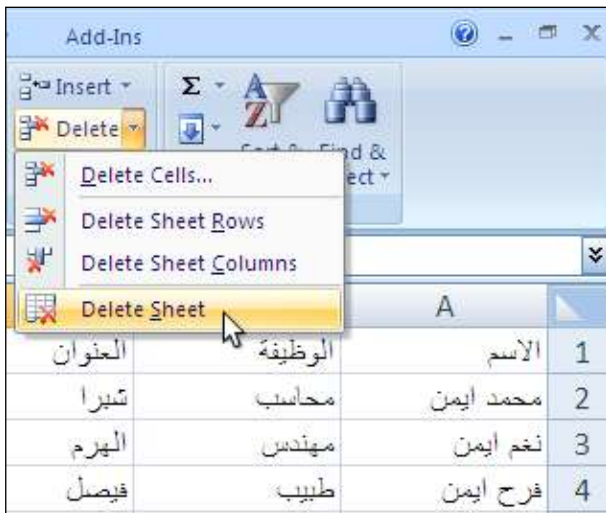 Add-Ins
Insert
Σ
Delete
Find &
Delete Cells...
Delete Sheet Rows
Delete Sheet Columns
Delete Sheet
A
1 الاسم الوظيفة العنوان
2 محمد ايمن محاسب شبرا
3 نغم ايمن مهندس الهرم
4 فرح ايمن طبيب فيصل